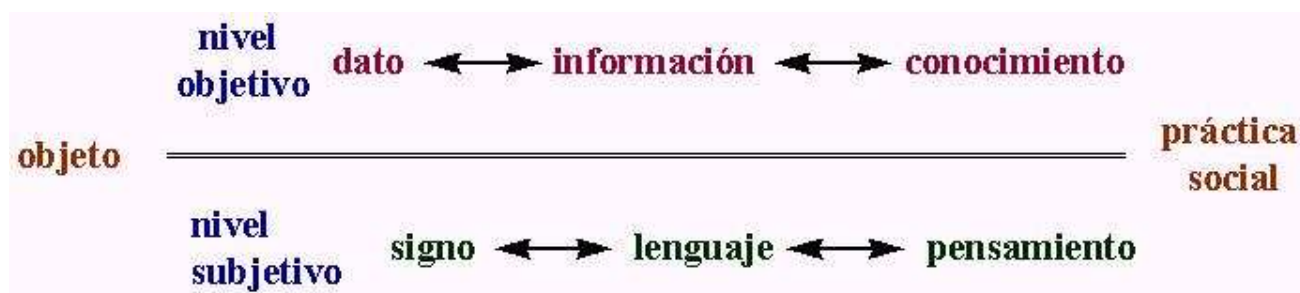 nivel
objetivo
dato información conocimiento
objeto
práctica
social
nivel
subjetivo
signo lenguaje pensamiento